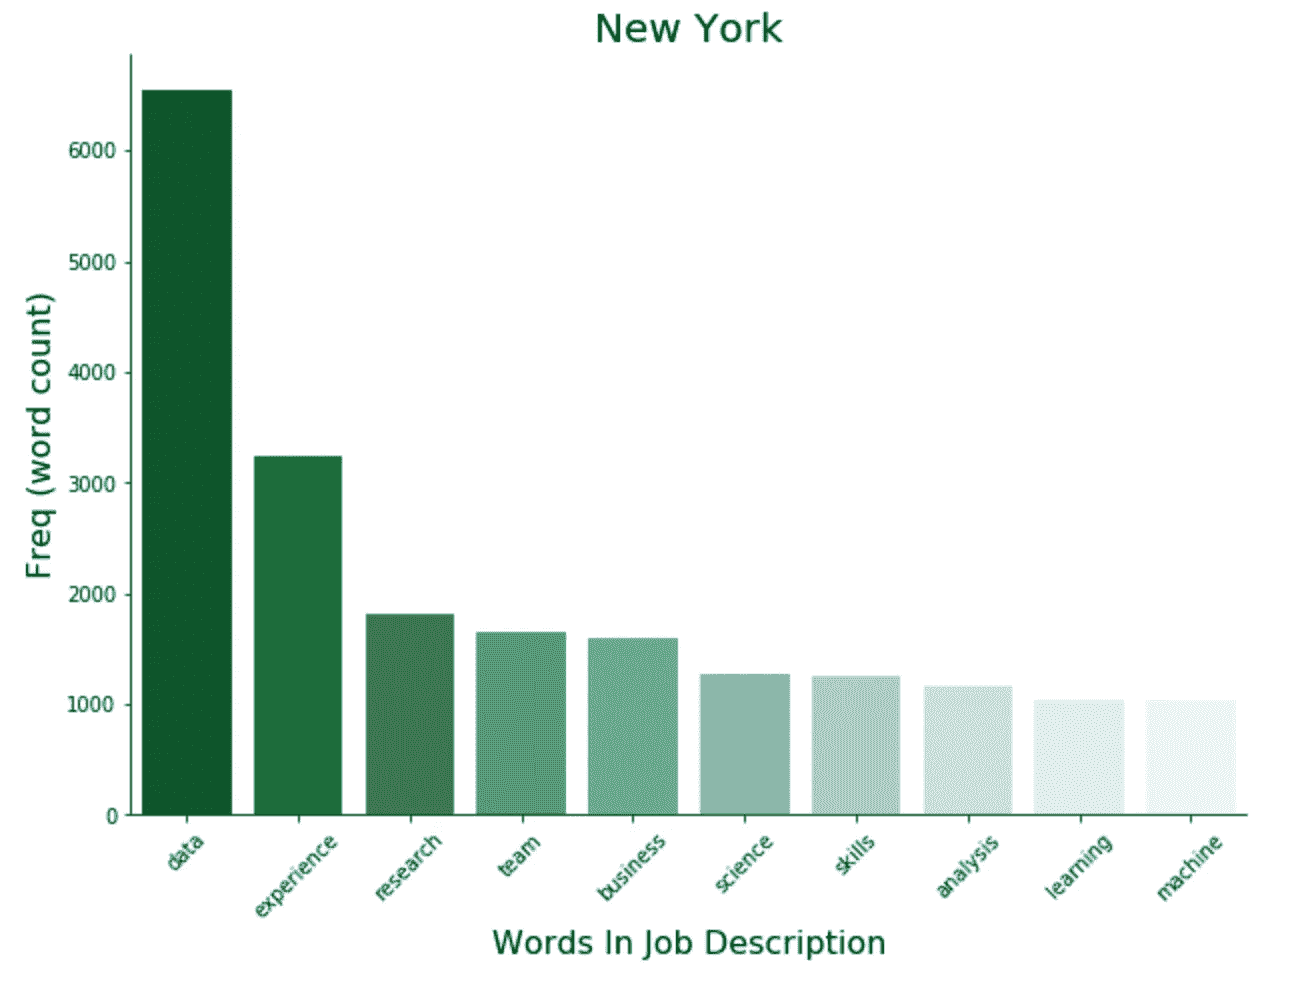 New York
Freq (word count)
6000
5000
4000
3000
2000
1000
0
data
experience
research
team
business
science
skills
analysis
learning
machine
Words In Job Description